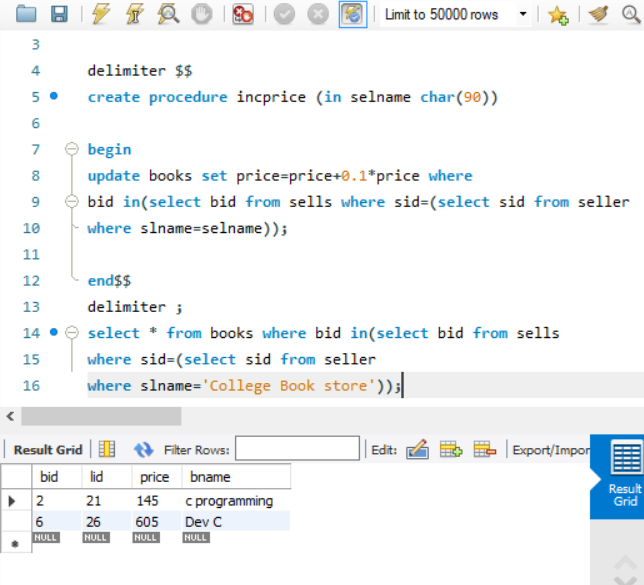 Limit to 50000 rows
3
4 delimiter $$
5 create procedure incprice (in selname char(90))
6
7 begin
8 update books set price=price+0.1*price where
9 bid in(select bid from sells where sid=(select sid from seller
10 where slname=selname));
11
12 end$$
13 delimiter ;
14 select * from books where bid in(select bid from sells
15 where sid=(select sid from seller
16 where slname='College Book store'));
Result Grid Filter Rows: Edit: Export/Impor
bid lid price bname
2 21 145 c programming
6 26 605 Dev C
NULL NULL NULL NULL
Result
Grid